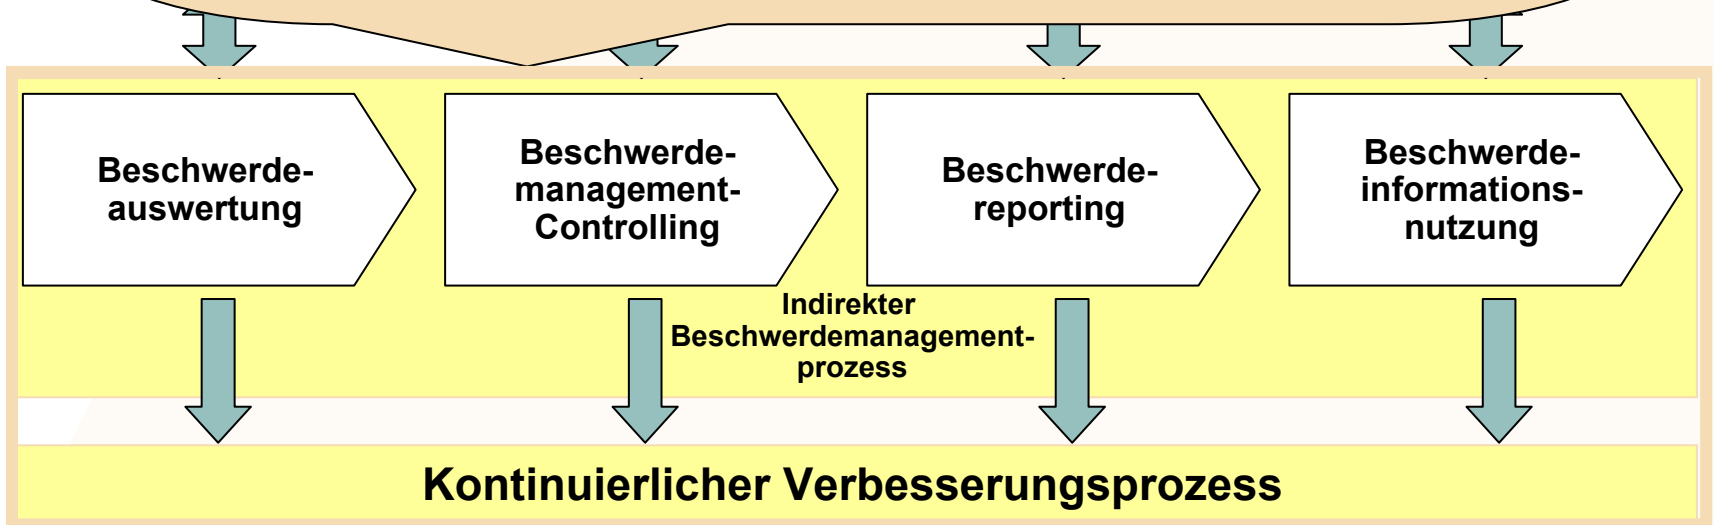 Beschwerde-
auswertung
Beschwerde-
management-
Controlling
Beschwerde-
reporting
Beschwerde-
informations-
nutzung
Indirekter
Beschwerdemanagement-
prozess
Kontinuierlicher Verbesserungsprozess